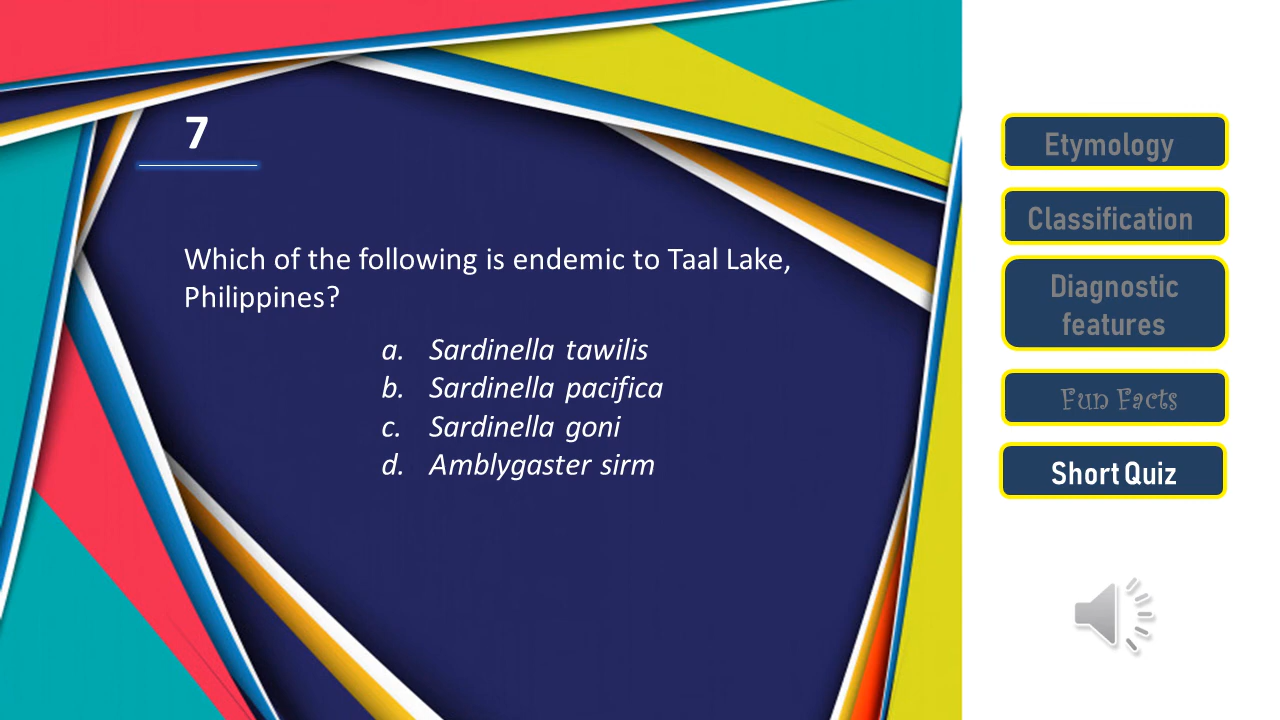 7
Which of the following is endemic to Taal Lake,
Philippines?
a. Sardinella tawilis
b. Sardinella pacifica
c. Sardinella goni
d. Amblygaster sirm
Etymology
Classification
Diagnostic
features
Fun Facts
Short Quiz